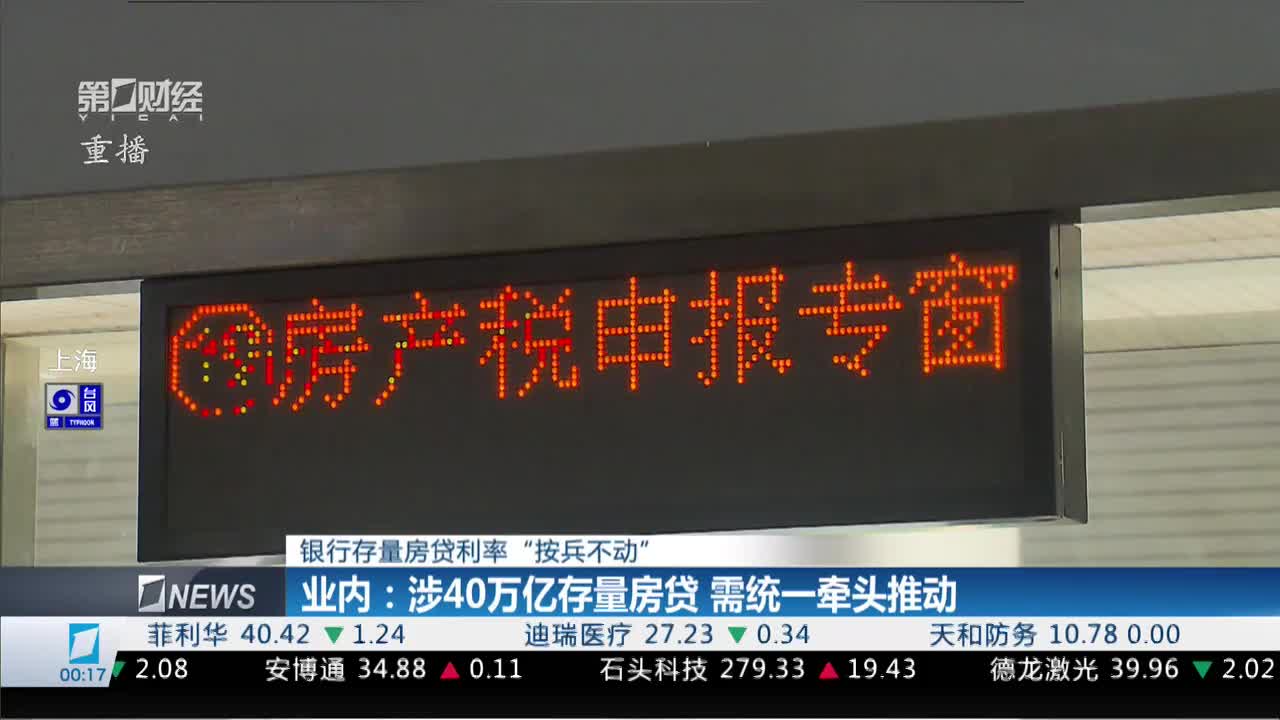 第一财经
YICAI
重播
房产税申报专窗
上海
台风
蓝 TYPHOON
银行存量房贷利率“按兵不动”
NEWS 业内：涉40万亿存量房贷 需统一牵头推动
菲利华 40.42 ▼ 1.24 迪瑞医疗 27.23 ▼ 0.34 天和防务 10.78 0.00
00:17 ▼ 2.08 安博通 34.88 ▲ 0.11 石头科技 279.33 ▲ 19.43 德龙激光 39.96 ▼ 2.02